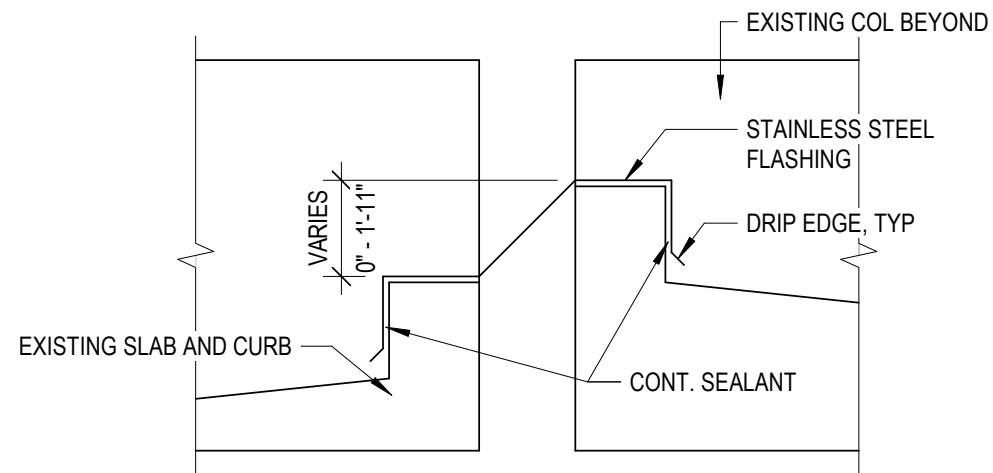 EXISTING COL BEYOND
STAINLESS STEEL
FLASHING
VARIES
0" - 1'-11"
DRIP EDGE, TYP
EXISTING SLAB AND CURB
CONT. SEALANT